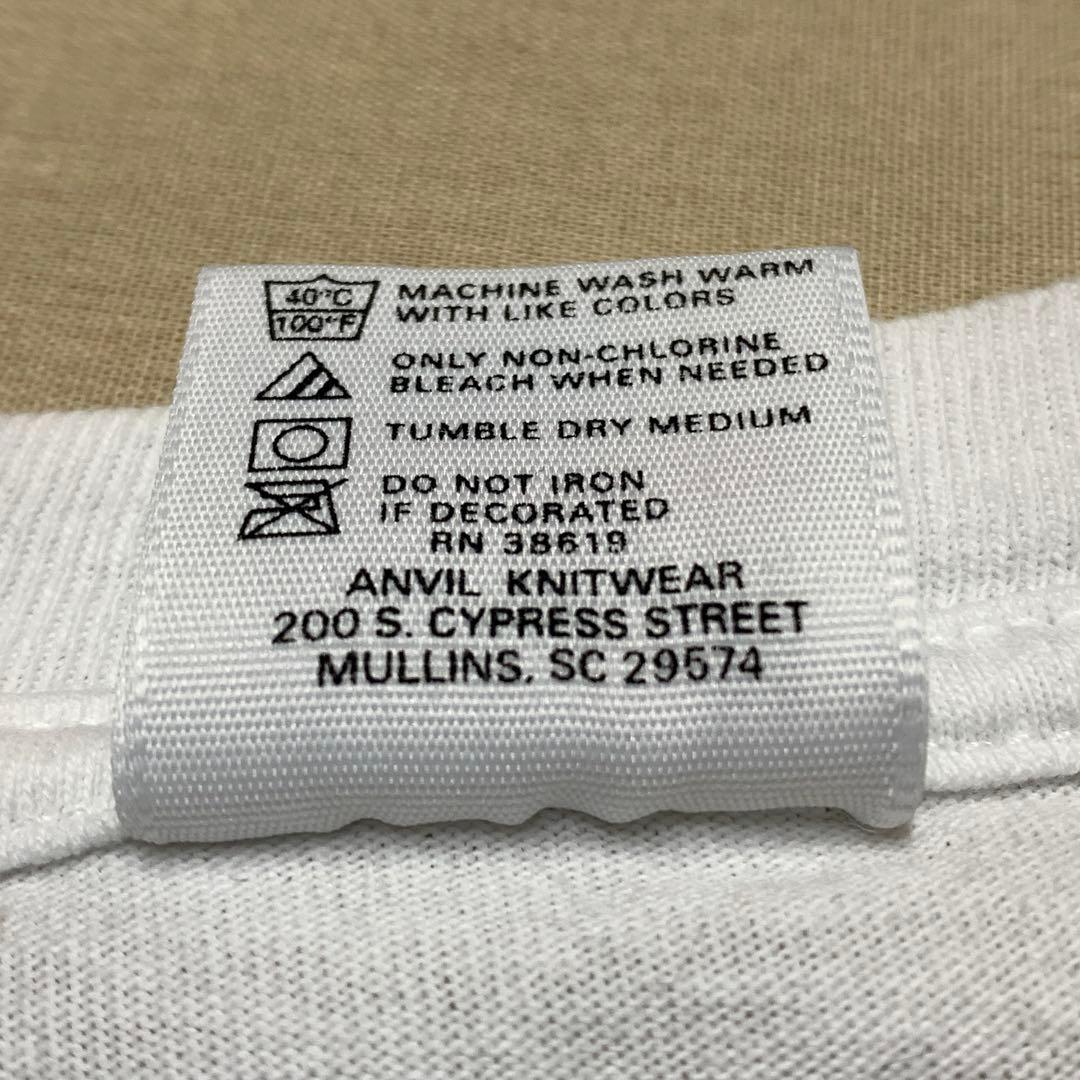 40°C MACHINE WASH WARM
100°F WITH LIKE COLORS
ONLY NON-CHLORINE
BLEACH WHEN NEEDED
TUMBLE DRY MEDIUM
DO NOT IRON
IF DECORATED
RN 38619
ANVIL KNITWEAR
200 S. CYPRESS STREET
MULLINS, SC 29574